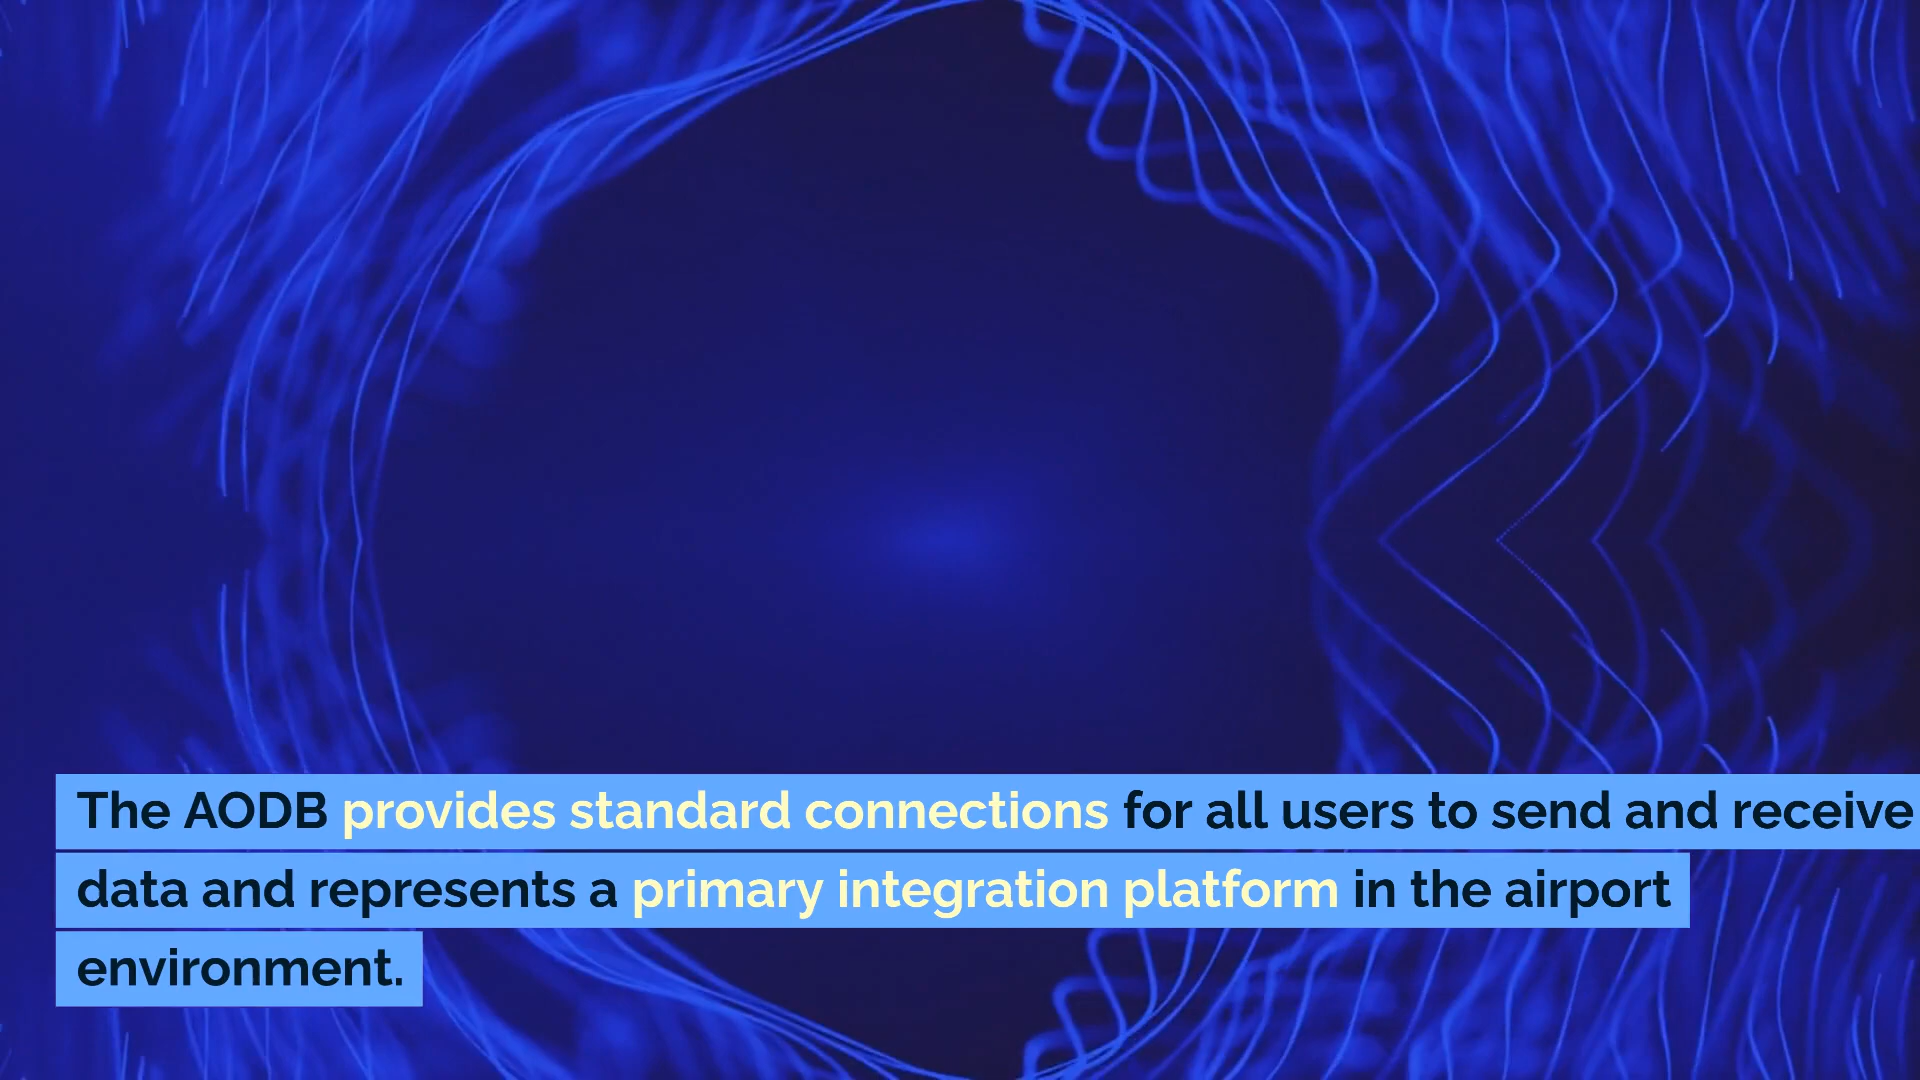 The AODB provides standard connections for all users to send and receive
data and represents a primary integration platform in the airport
environment.